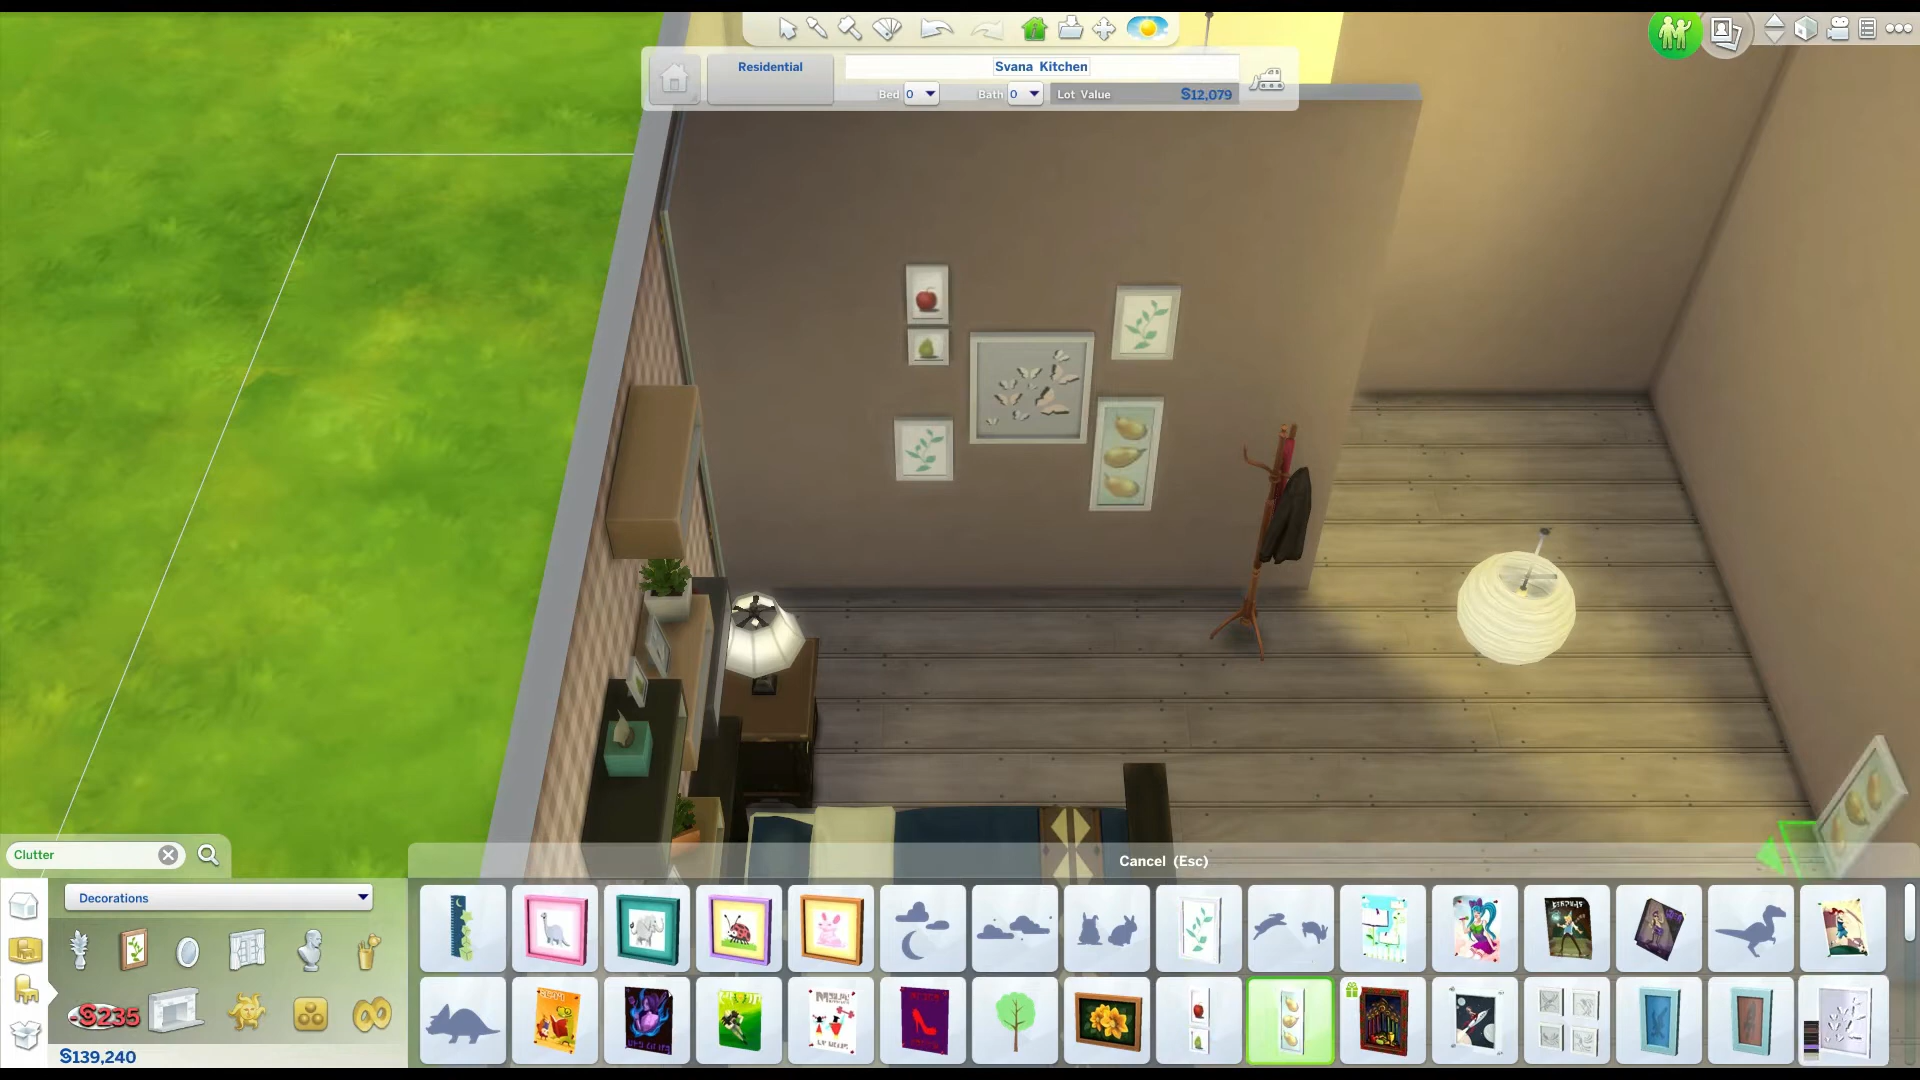 Residential
Svana Kitchen
Bed 0
Bath 0
Lot Value
§12,079
Clutter
Cancel (Esc)
Decorations
-§235
§139,240